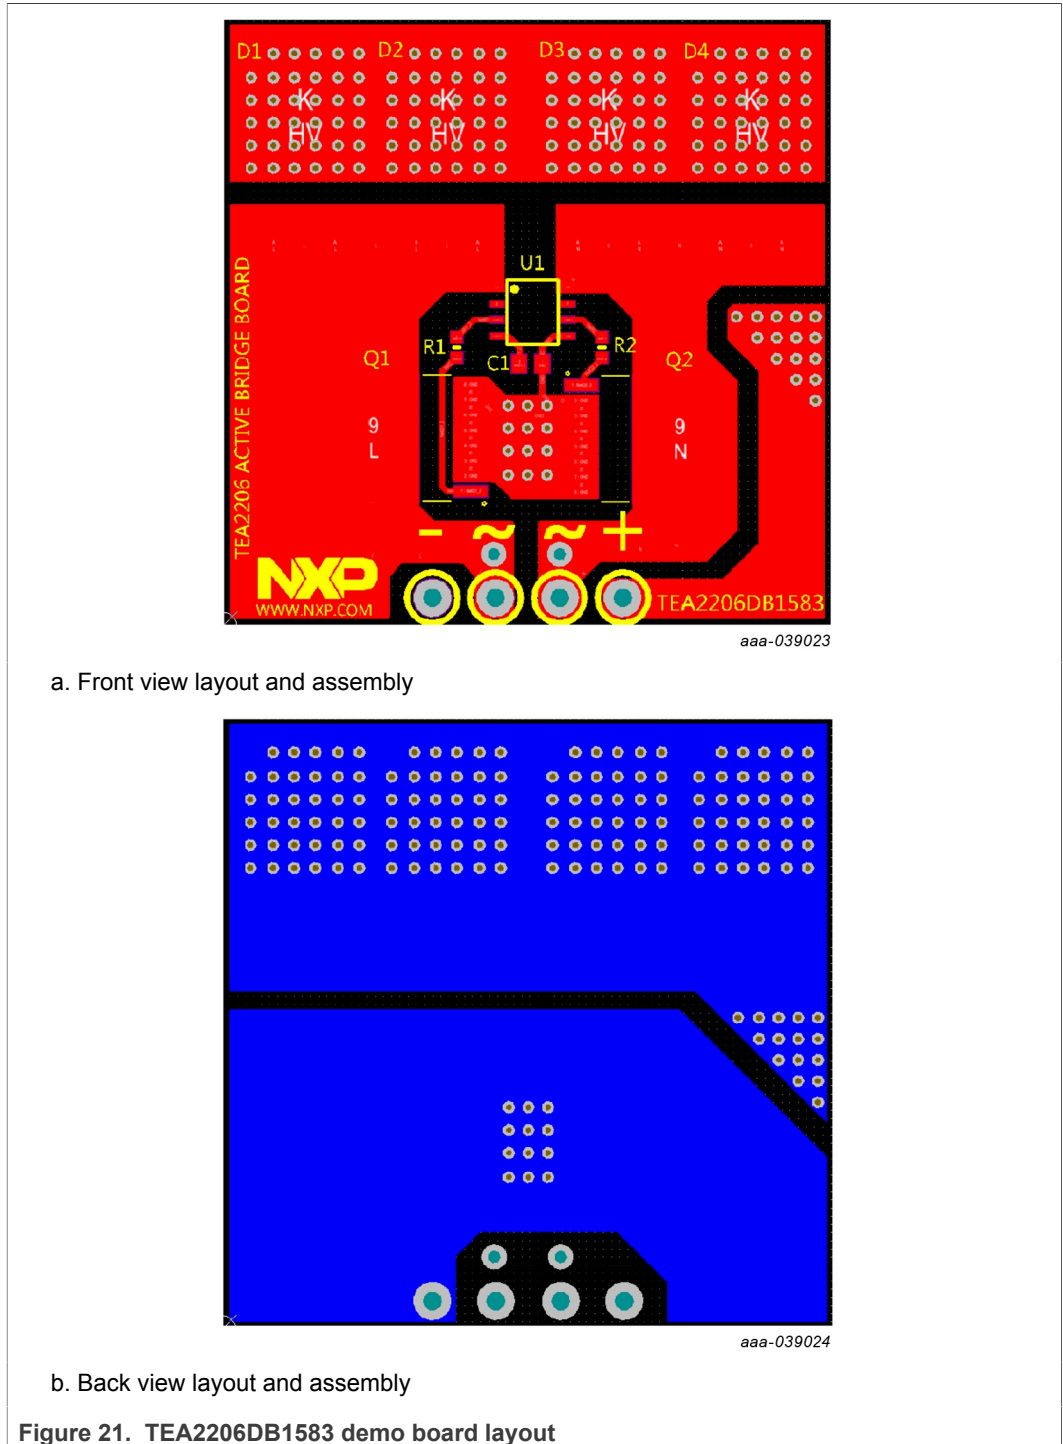 D1 D2 D3 D4
K K K K
HV HV HV HV
U1
R1 C1 R2
Q1 Q2
9 9
L N
TEA2206 ACTIVE BRIDGE BOARD
- ~ ~ +
NXP
WWW.NXP.COM
TEA2206DB1583
aaa-039023
a. Front view layout and assembly
aaa-039024
b. Back view layout and assembly
Figure 21. TEA2206DB1583 demo board layout